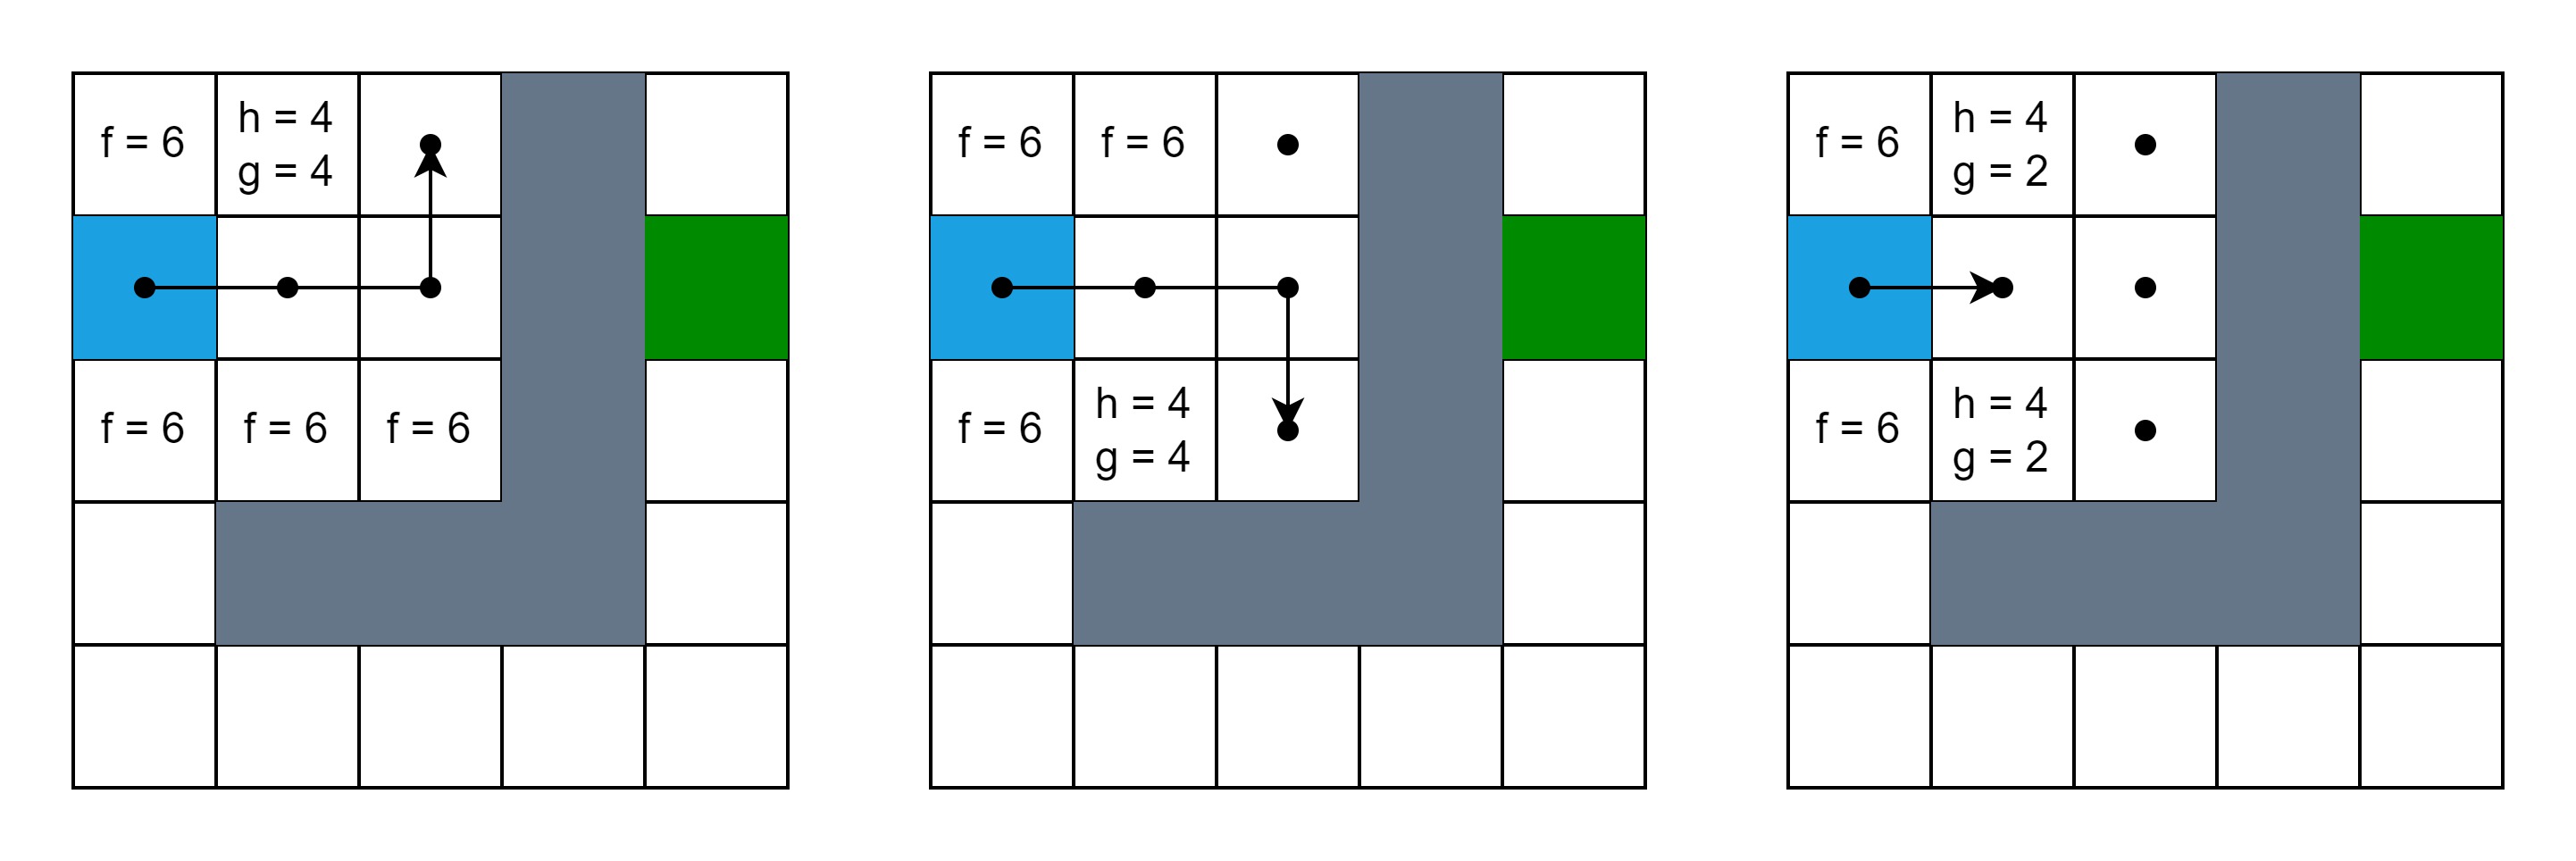 f = 6
h = 4
g = 4
f = 6
f = 6
f = 6
f = 6
f = 6
f = 6
h = 4
g = 4
f = 6
h = 4
g = 2
f = 6
h = 4
g = 2